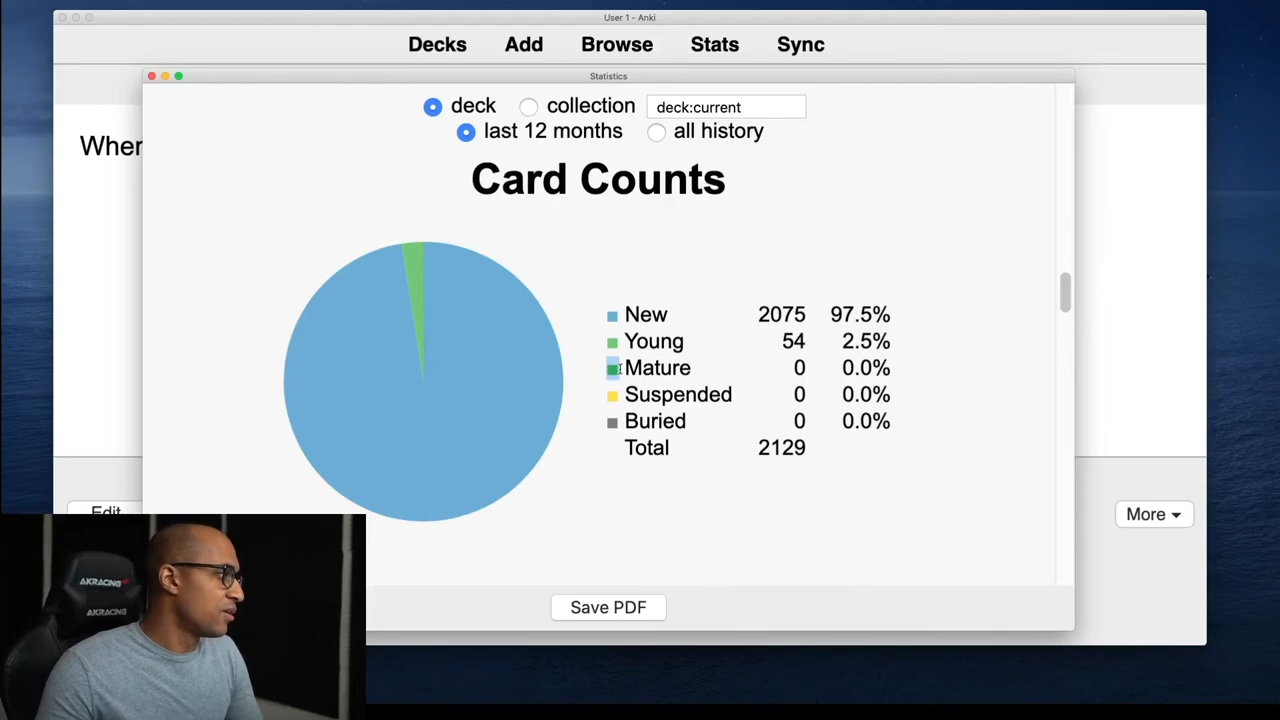 User 1 - Anki
Decks Add Browse Stats Sync
Statistics
deck collection deck:current
last 12 months all history
Card Counts
New 2075 97.5%
Young 54 2.5%
Mature 0 0.0%
Suspended 0 0.0%
Buried 0 0.0%
Total 2129
Edit
More
Save PDF
AKRACING
AKRACING